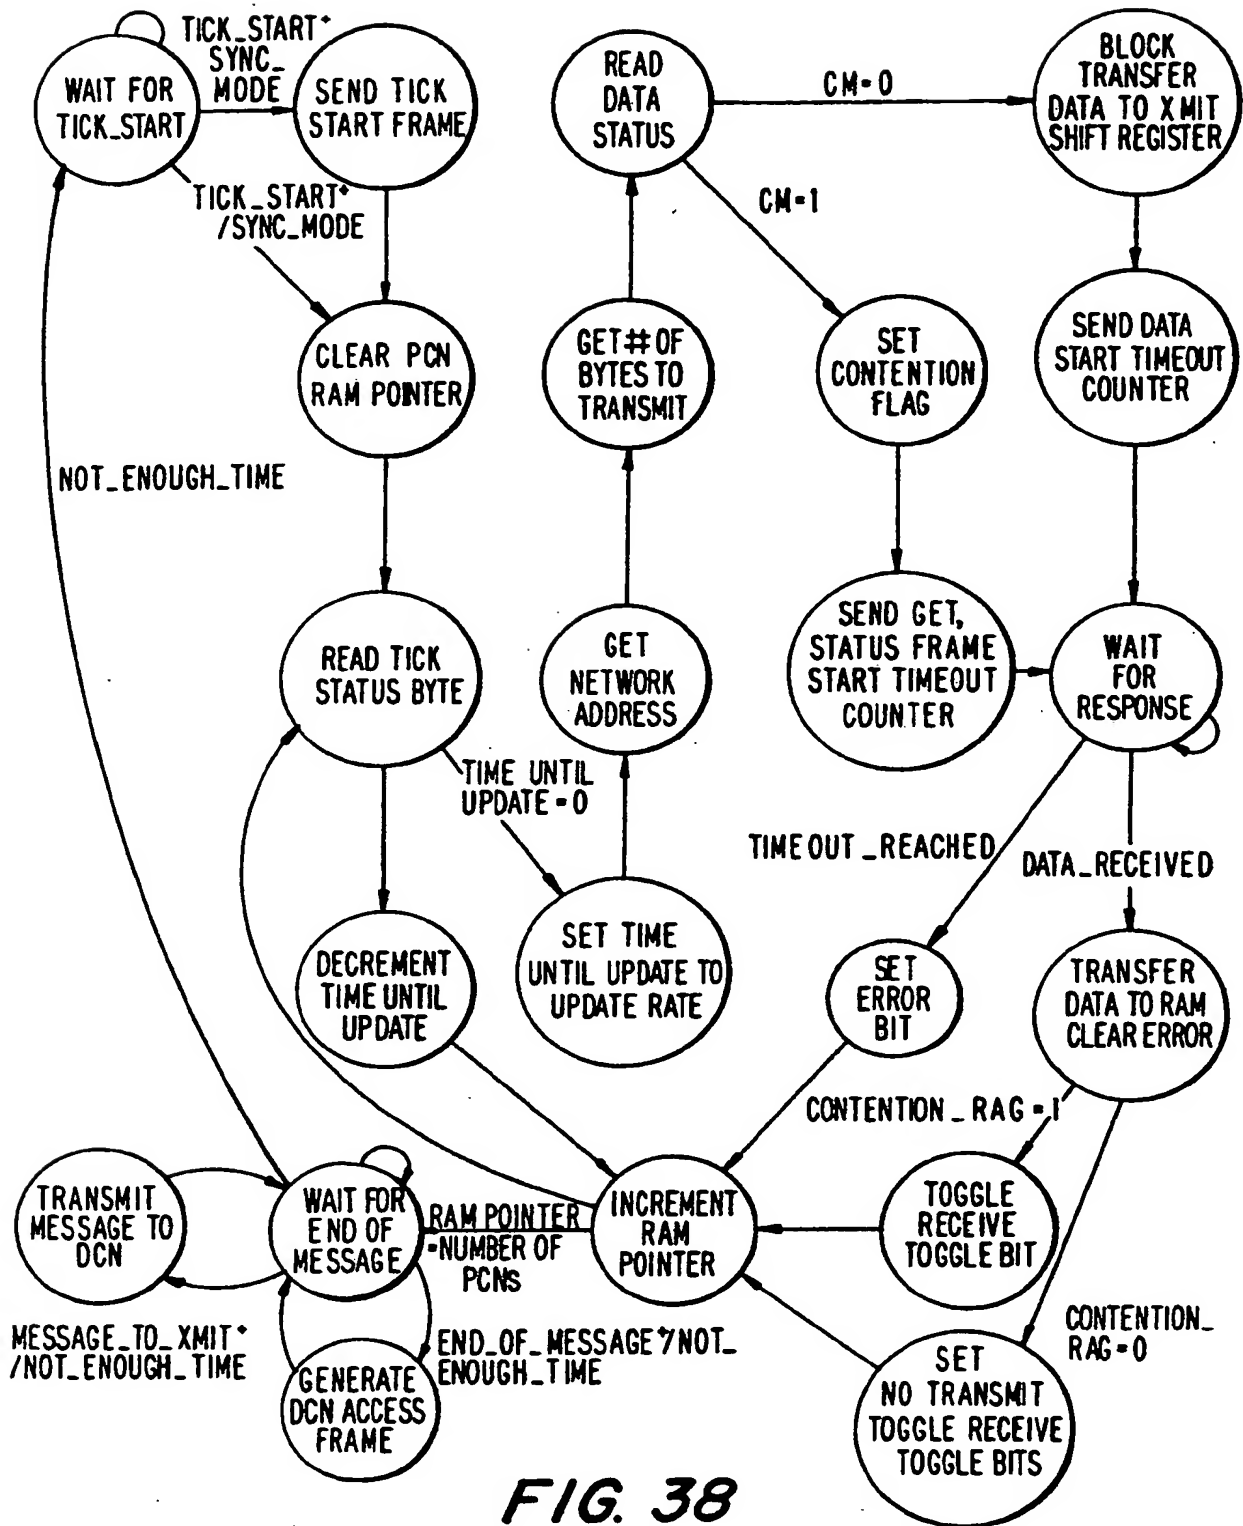 WAIT FOR
TICK_START
TICK_START*
SYNC_
MODE
SEND TICK
START FRAME
TICK_START*
/SYNC_MODE
CLEAR PCN
RAM POINTER
NOT_ENOUGH_TIME
READ TICK
STATUS BYTE
TIME UNTIL
UPDATE=0
DECREMENT
TIME UNTIL
UPDATE
SET TIME
UNTIL UPDATE TO
UPDATE RATE
GET
NETWORK
ADDRESS
GET # OF
BYTES TO
TRANSMIT
READ
DATA
STATUS
CM=0
CM=1
BLOCK
TRANSFER
DATA TO XMIT
SHIFT REGISTER
SEND DATA
START TIMEOUT
COUNTER
SET
CONTENTION
FLAG
SEND GET,
STATUS FRAME
START TIMEOUT
COUNTER
WAIT
FOR
RESPONSE
TIMEOUT_REACHED
DATA_RECEIVED
SET
ERROR
BIT
TRANSFER
DATA TO RAM
CLEAR ERROR
CONTENTION_RAG=1
TOGGLE
RECEIVE
TOGGLE BIT
CONTENTION_
RAG=0
SET
NO TRANSMIT
TOGGLE RECEIVE
TOGGLE BITS
INCREMENT
RAM
POINTER
RAM POINTER
=NUMBER OF
PCNs
WAIT FOR
END OF
MESSAGE
TRANSMIT
MESSAGE TO
DCN
MESSAGE_TO_XMIT*
/NOT_ENOUGH_TIME
END_OF_MESSAGE*/NOT_
ENOUGH_TIME
GENERATE
DCN ACCESS
FRAME
FIG. 38